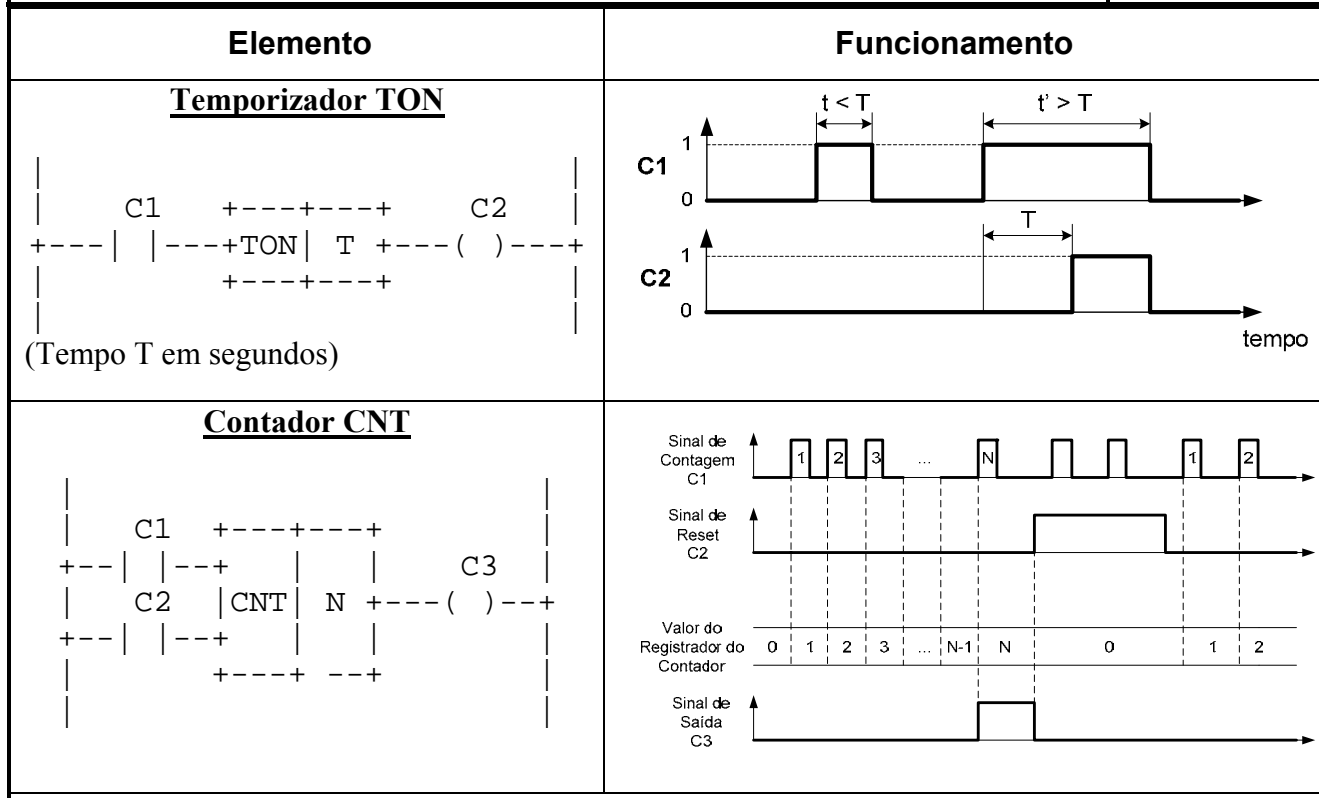 Elemento
Funcionamento
Temporizador TON
C1 +---+---+ C2
+---| |---+TON| T +---( )---+
+---+---+
(Tempo T em segundos)
t < T
t' > T
1
C1
0
T
1
C2
0
tempo
Contador CNT
C1 +---+---+
+--| |--+ | | C3
| C2 |CNT| N +---( )--+
+--| |--+ | |
+---+ --+
Sinal de
Contagem
C1
1 2 3 ... N 1 2
Sinal de
Reset
C2
Valor do
Registrador do
Contador
0 1 2 3 ... N-1 N 0 1 2
Sinal de
Saída
C3